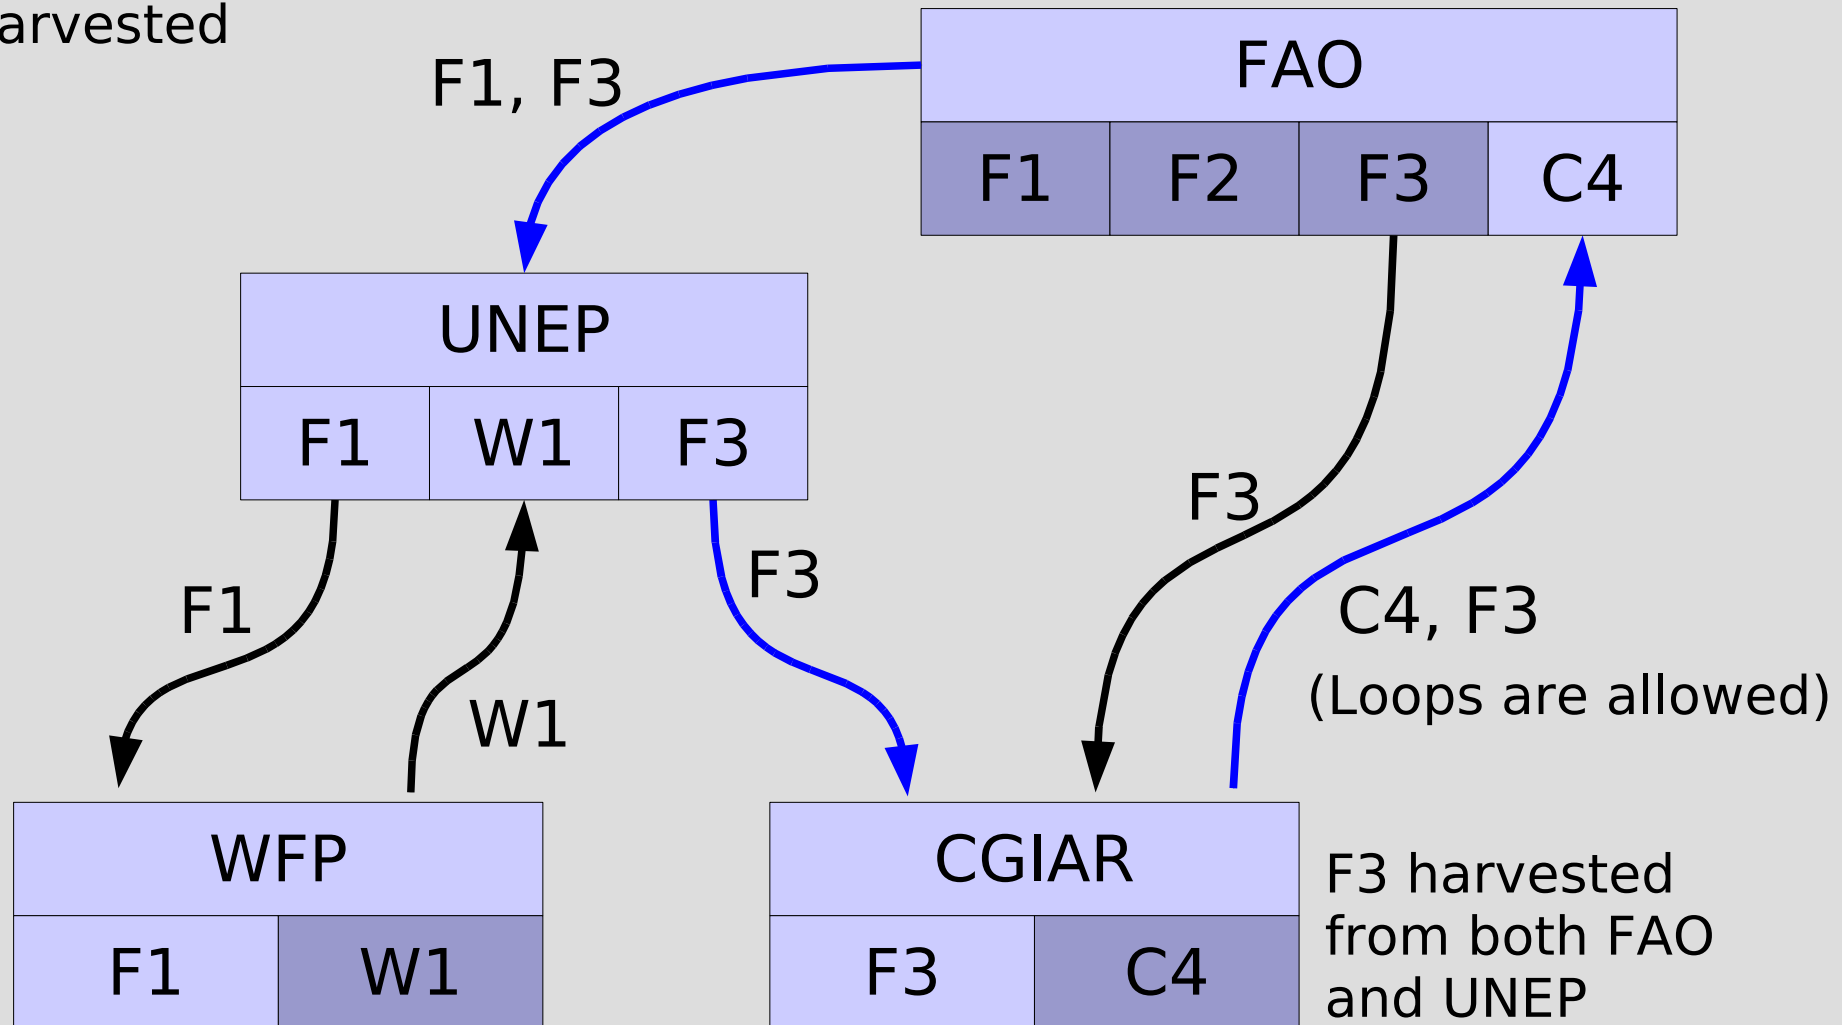 arvested
F1, F3
FAO
F1 F2 F3 C4
UNEP
F1 W1 F3
F3
F3
F1
C4, F3
(Loops are allowed)
W1
WFP
F1 W1
CGIAR
F3 C4
F3 harvested
from both FAO
and UNEP